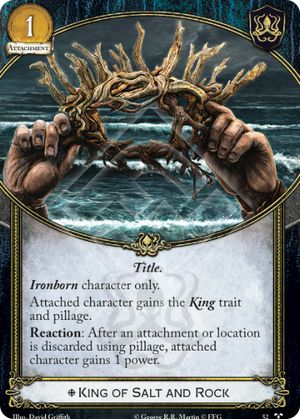 1
Attachment
Title.
Ironborn character only.
Attached character gains the King trait
and pillage.
Reaction: After an attachment or location
is discarded using pillage, attached
character gains 1 power.
King of Salt and Rock
Illus. David Griffith © George R.R. Martin © FFG 52